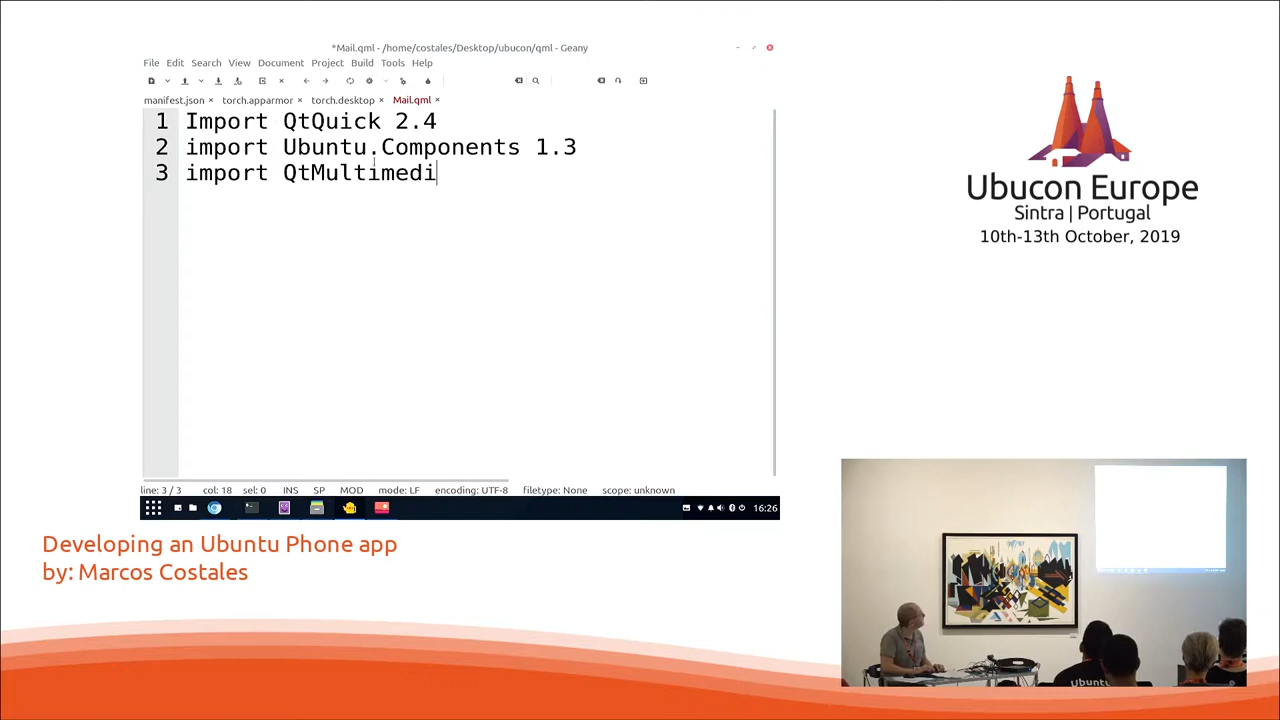 *Mail.qml - /home/costales/Desktop/ubucon/qml - Geany
File Edit Search View Document Project Build Tools Help
manifest.json × torch.apparmor × torch.desktop × Mail.qml ×
1 Import QtQuick 2.4
2 import Ubuntu.Components 1.3
3 import QtMultimedi
line: 3 / 3 col: 18 sel: 0 INS SP MOD mode: LF encoding: UTF-8 filetype: None scope: unknown
16:26
Ubucon Europe
Sintra | Portugal
10th-13th October, 2019
Developing an Ubuntu Phone app
by: Marcos Costales
Ubuntu